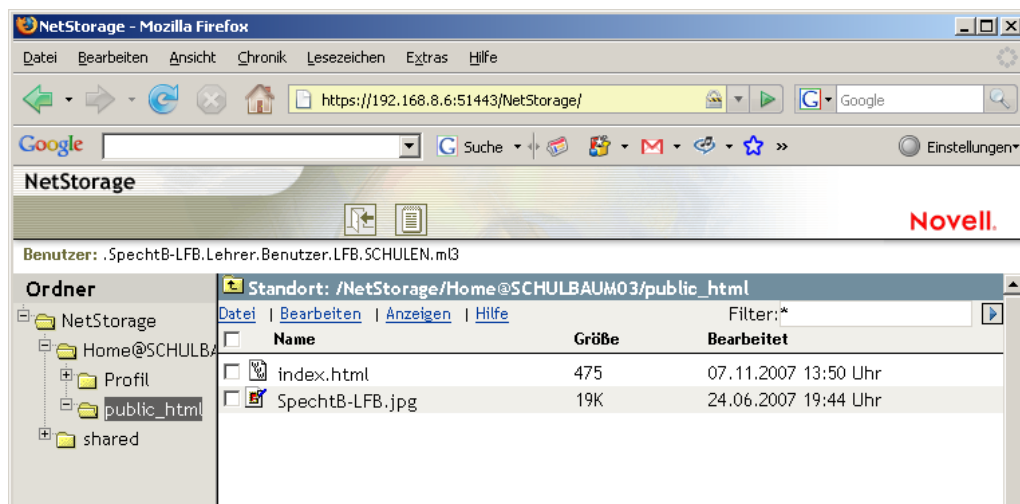 NetStorage - Mozilla Firefox
Datei Bearbeiten Ansicht Chronik Lesezeichen Extras Hilfe
https://192.168.8.6:51443/NetStorage/ G Google
Google G Suche » Einstellungen
NetStorage
Novell.
Benutzer: .SpechtB-LFB.Lehrer.Benutzer.LFB.SCHULEN.ml3
Ordner
NetStorage
Home@SCHULBA
Profil
public_html
shared
Standort: /NetStorage/Home@SCHULBAUM03/public_html
Datei | Bearbeiten | Anzeigen | Hilfe Filter:*
Name Größe Bearbeitet
index.html 475 07.11.2007 13:50 Uhr
SpechtB-LFB.jpg 19K 24.06.2007 19:44 Uhr